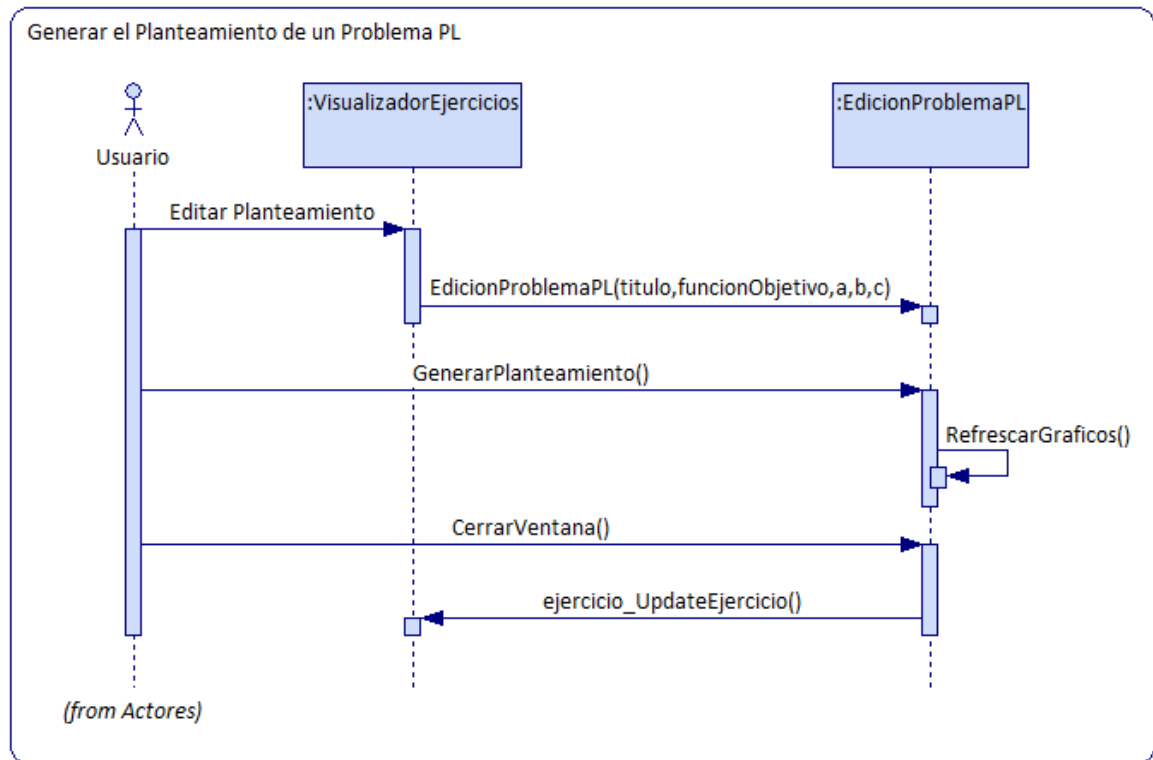 Generar el Planteamiento de un Problema PL
:VisualizadorEjercicios
:EdicionProblemaPL
Usuario
Editar Planteamiento
EdicionProblemaPL(titulo,funcionObjetivo,a,b,c)
GenerarPlanteamiento()
RefrescarGraficos()
CerrarVentana()
ejercicio_UpdateEjercicio()
(from Actores)